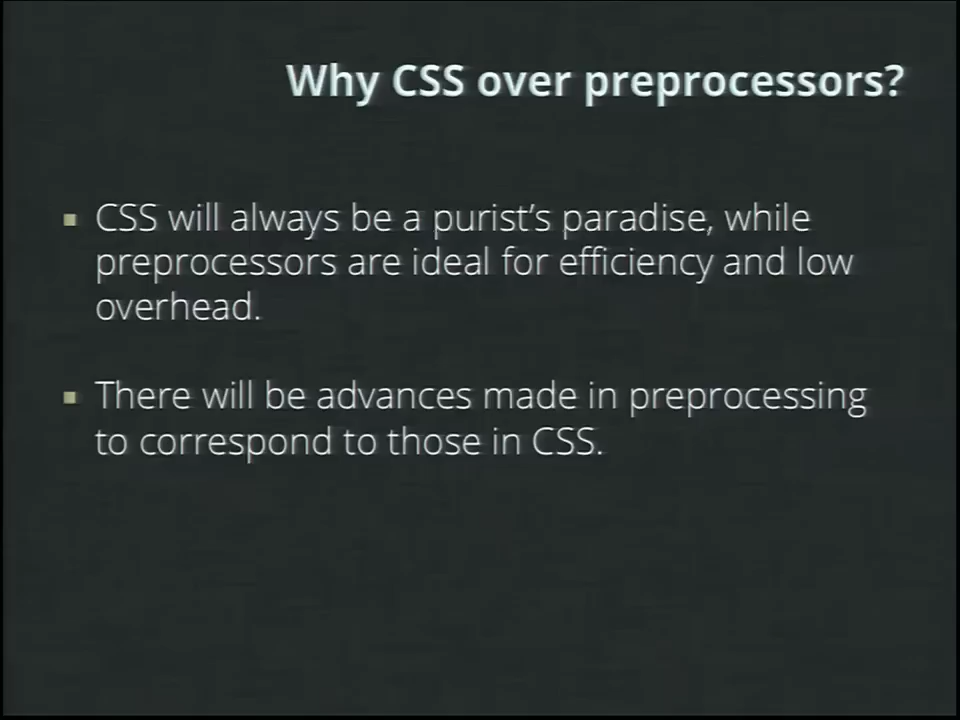 Why CSS over preprocessors?
CSS will always be a purist’s paradise, while
preprocessors are ideal for efficiency and low
overhead.
There will be advances made in preprocessing
to correspond to those in CSS.